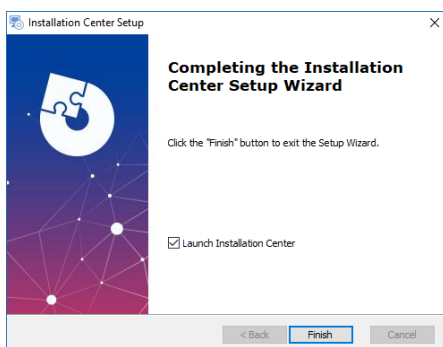 Installation Center Setup
Completing the Installation
Center Setup Wizard
Click the "Finish" button to exit the Setup Wizard.
Launch Installation Center
< Back
Finish
Cancel